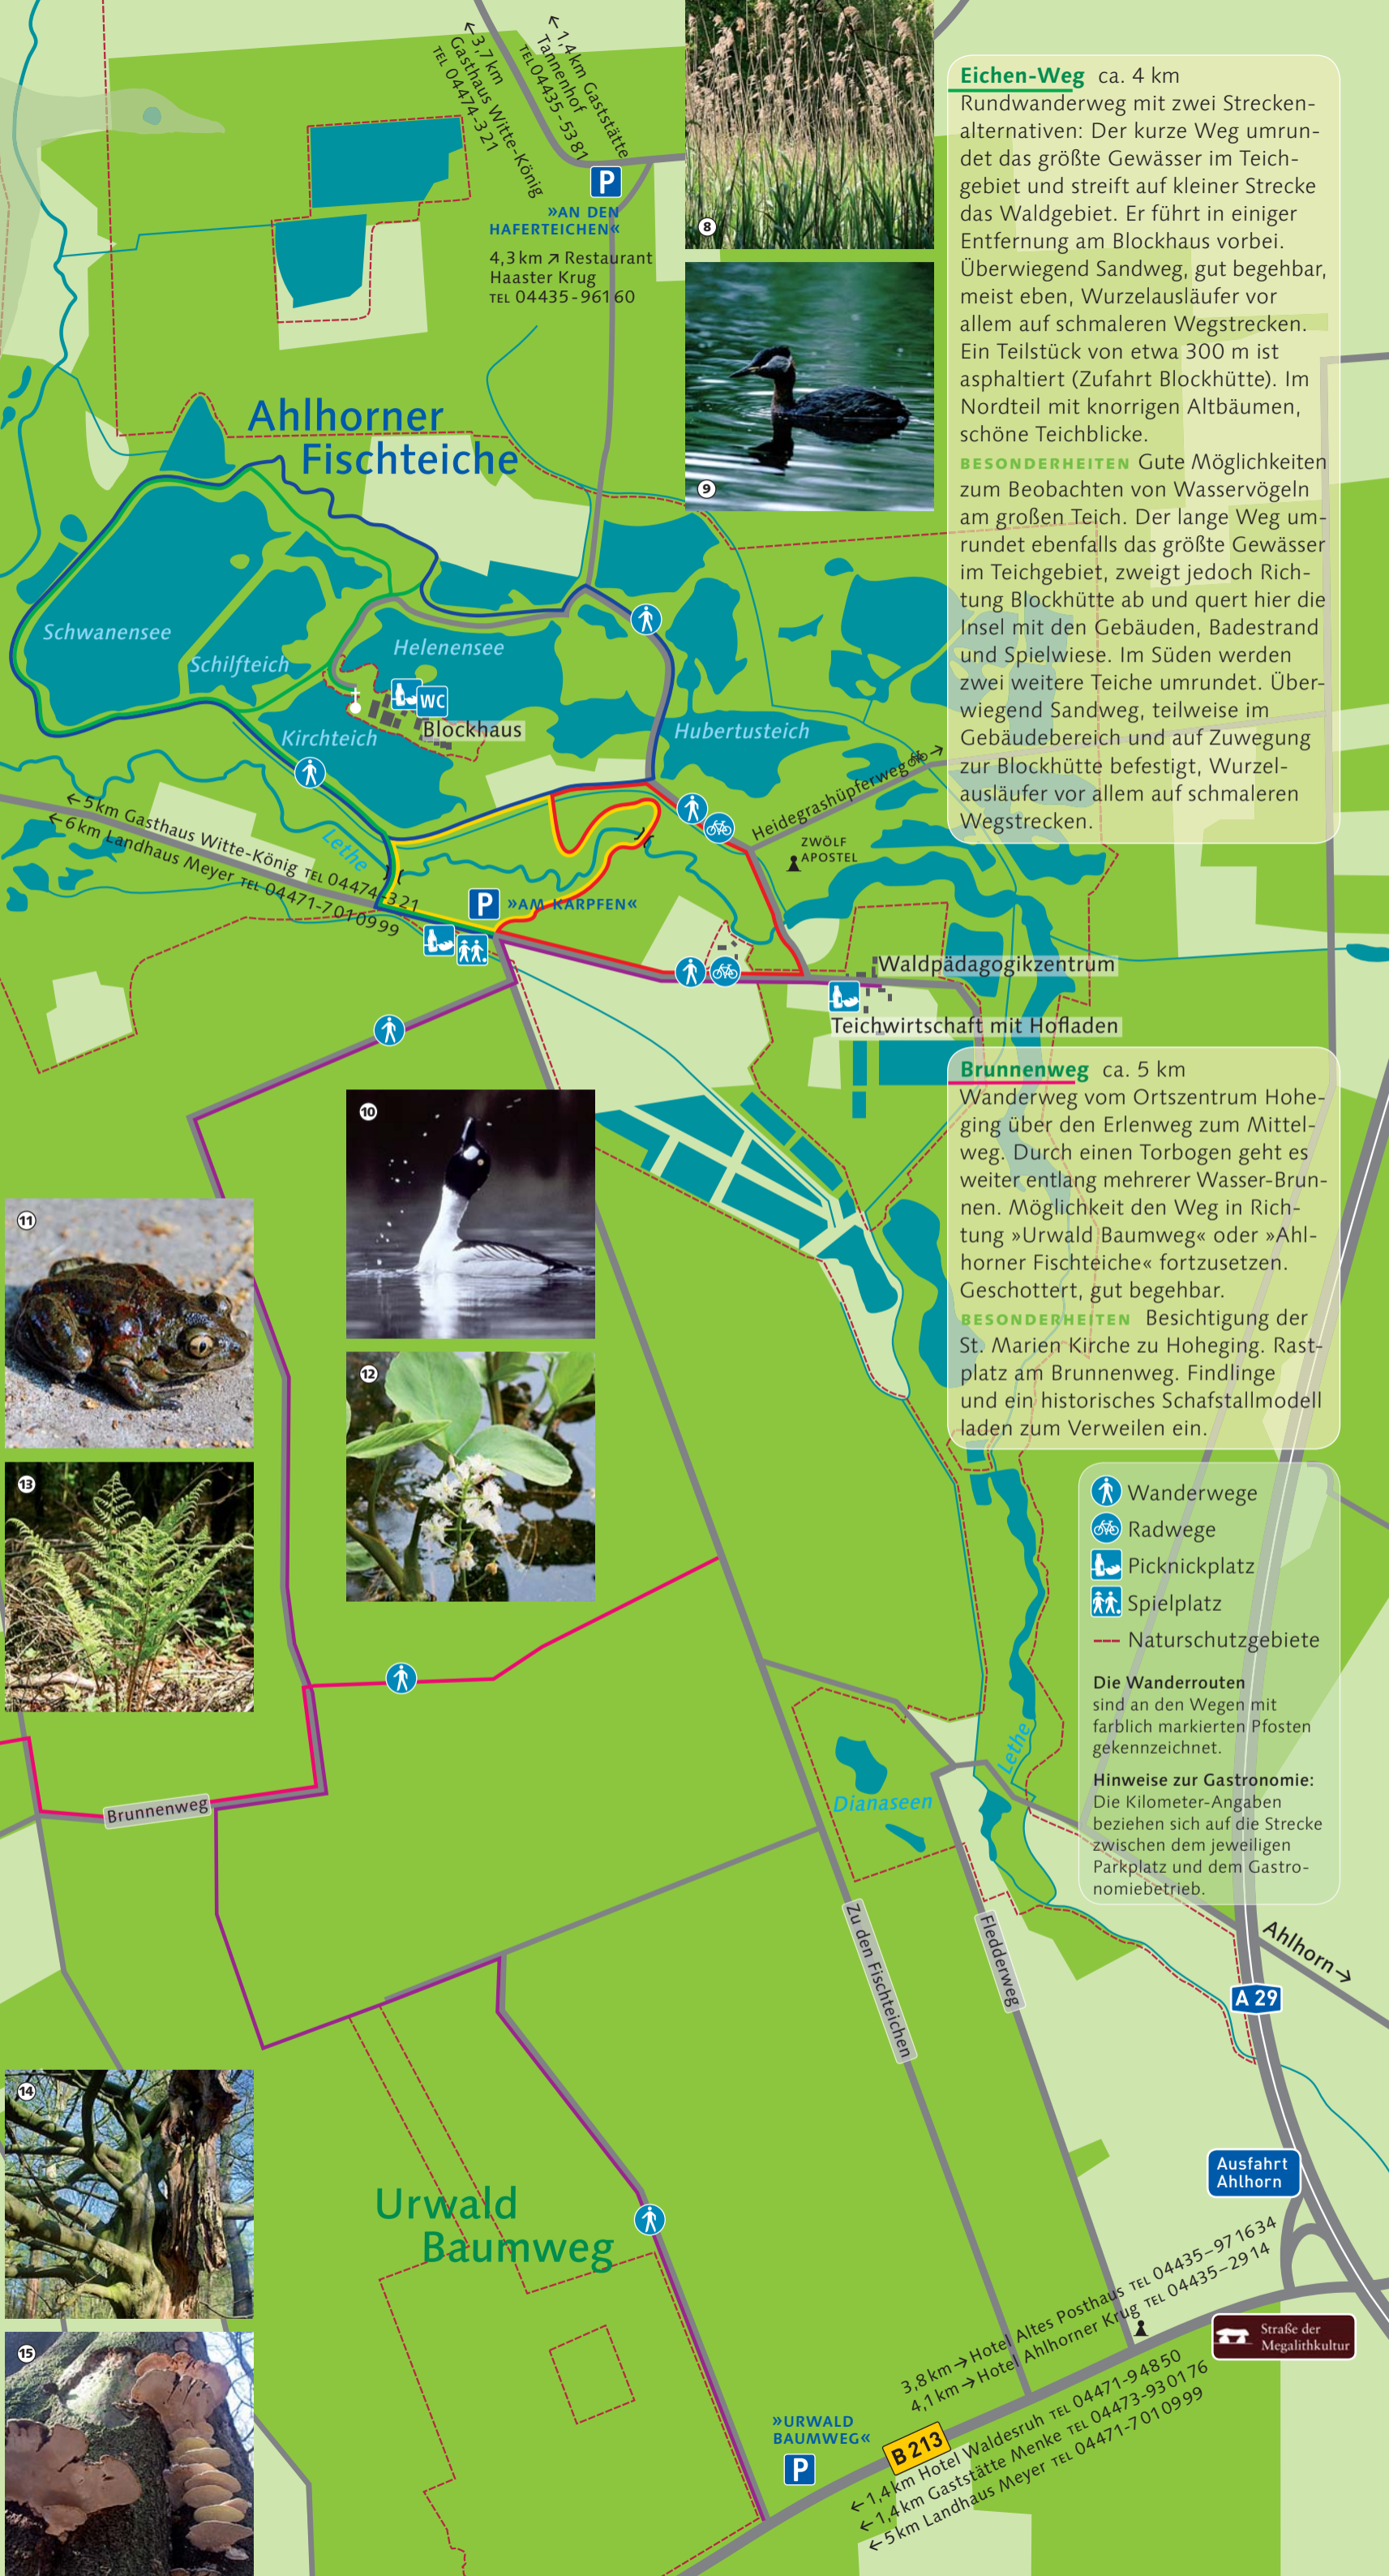 ← 3,7 km
Gasthaus Witte-König
TEL 04474-321
← 1,4 km Gaststätte
Tannenhof
TEL 04435-5381
P
»AN DEN
HAFERTEICHEN«
4,3 km ↗ Restaurant
Haaster Krug
TEL 04435-96160
8
9
Ahlhorner
Fischteiche
Schwanensee
Schilfteich
Helenensee
WC
Blockhaus
Kirchteich
Hubertusteich
Heidegrashüpferweg →
ZWÖLF
APOSTEL
← 5 km Gasthaus Witte-König TEL 04474-321
← 6 km Landhaus Meyer TEL 04471-7010999
Lethe
P »AM KARPFEN«
Waldpädagogikzentrum
Teichwirtschaft mit Hofladen
Eichen-Weg ca. 4 km
Rundwanderweg mit zwei Strecken-
alternativen: Der kurze Weg umrun-
det das größte Gewässer im Teich-
gebiet und streift auf kleiner Strecke
das Waldgebiet. Er führt in einiger
Entfernung am Blockhaus vorbei.
Überwiegend Sandweg, gut begehbar,
meist eben, Wurzelausläufer vor
allem auf schmaleren Wegstrecken.
Ein Teilstück von etwa 300 m ist
asphaltiert (Zufahrt Blockhütte). Im
Nordteil mit knorrigen Altbäumen,
schöne Teichblicke.
BESONDERHEITEN Gute Möglichkeiten
zum Beobachten von Wasservögeln
am großen Teich. Der lange Weg um-
rundet ebenfalls das größte Gewässer
im Teichgebiet, zweigt jedoch Rich-
tung Blockhütte ab und quert hier die
Insel mit den Gebäuden, Badestrand
und Spielwiese. Im Süden werden
zwei weitere Teiche umrundet. Über-
wiegend Sandweg, teilweise im
Gebäudebereich und auf Zuwegung
zur Blockhütte befestigt, Wurzel-
ausläufer vor allem auf schmaleren
Wegstrecken.
Brunnenweg ca. 5 km
Wanderweg vom Ortszentrum Hohe-
ging über den Erlenweg zum Mittel-
weg. Durch einen Torbogen geht es
weiter entlang mehrerer Wasser-Brun-
nen. Möglichkeit den Weg in Rich-
tung »Urwald Baumweg« oder »Ahl-
horner Fischteiche« fortzusetzen.
Geschottert, gut begehbar.
BESONDERHEITEN Besichtigung der
St. Marien Kirche zu Hoheging. Rast-
platz am Brunnenweg. Findlinge
und ein historisches Schafstallmodell
laden zum Verweilen ein.
10
11
12
13
Wanderwege
Radwege
Picknickplatz
Spielplatz
Naturschutzgebiete
Die Wanderrouten
sind an den Wegen mit
farblich markierten Pfosten
gekennzeichnet.
Hinweise zur Gastronomie:
Die Kilometer-Angaben
beziehen sich auf die Strecke
zwischen dem jeweiligen
Parkplatz und dem Gastro-
nomiebetrieb.
Lethe
Dianaseen
Brunnenweg
Zu den Fischteichen
Fledderweg
Ahlhorn →
A 29
14
Ausfahrt
Ahlhorn
Urwald
Baumweg
15
3,8 km → Hotel Altes Posthaus TEL 04435–971634
4,1 km → Hotel Ahlhorner Krug TEL 04435–2914
Straße der
Megalithkultur
»URWALD
BAUMWEG«
P
B 213
← 1,4 km Hotel Waldesruh TEL 04471-94850
← 1,4 km Gaststätte Menke TEL 04473-930176
← 5 km Landhaus Meyer TEL 04471-7010999